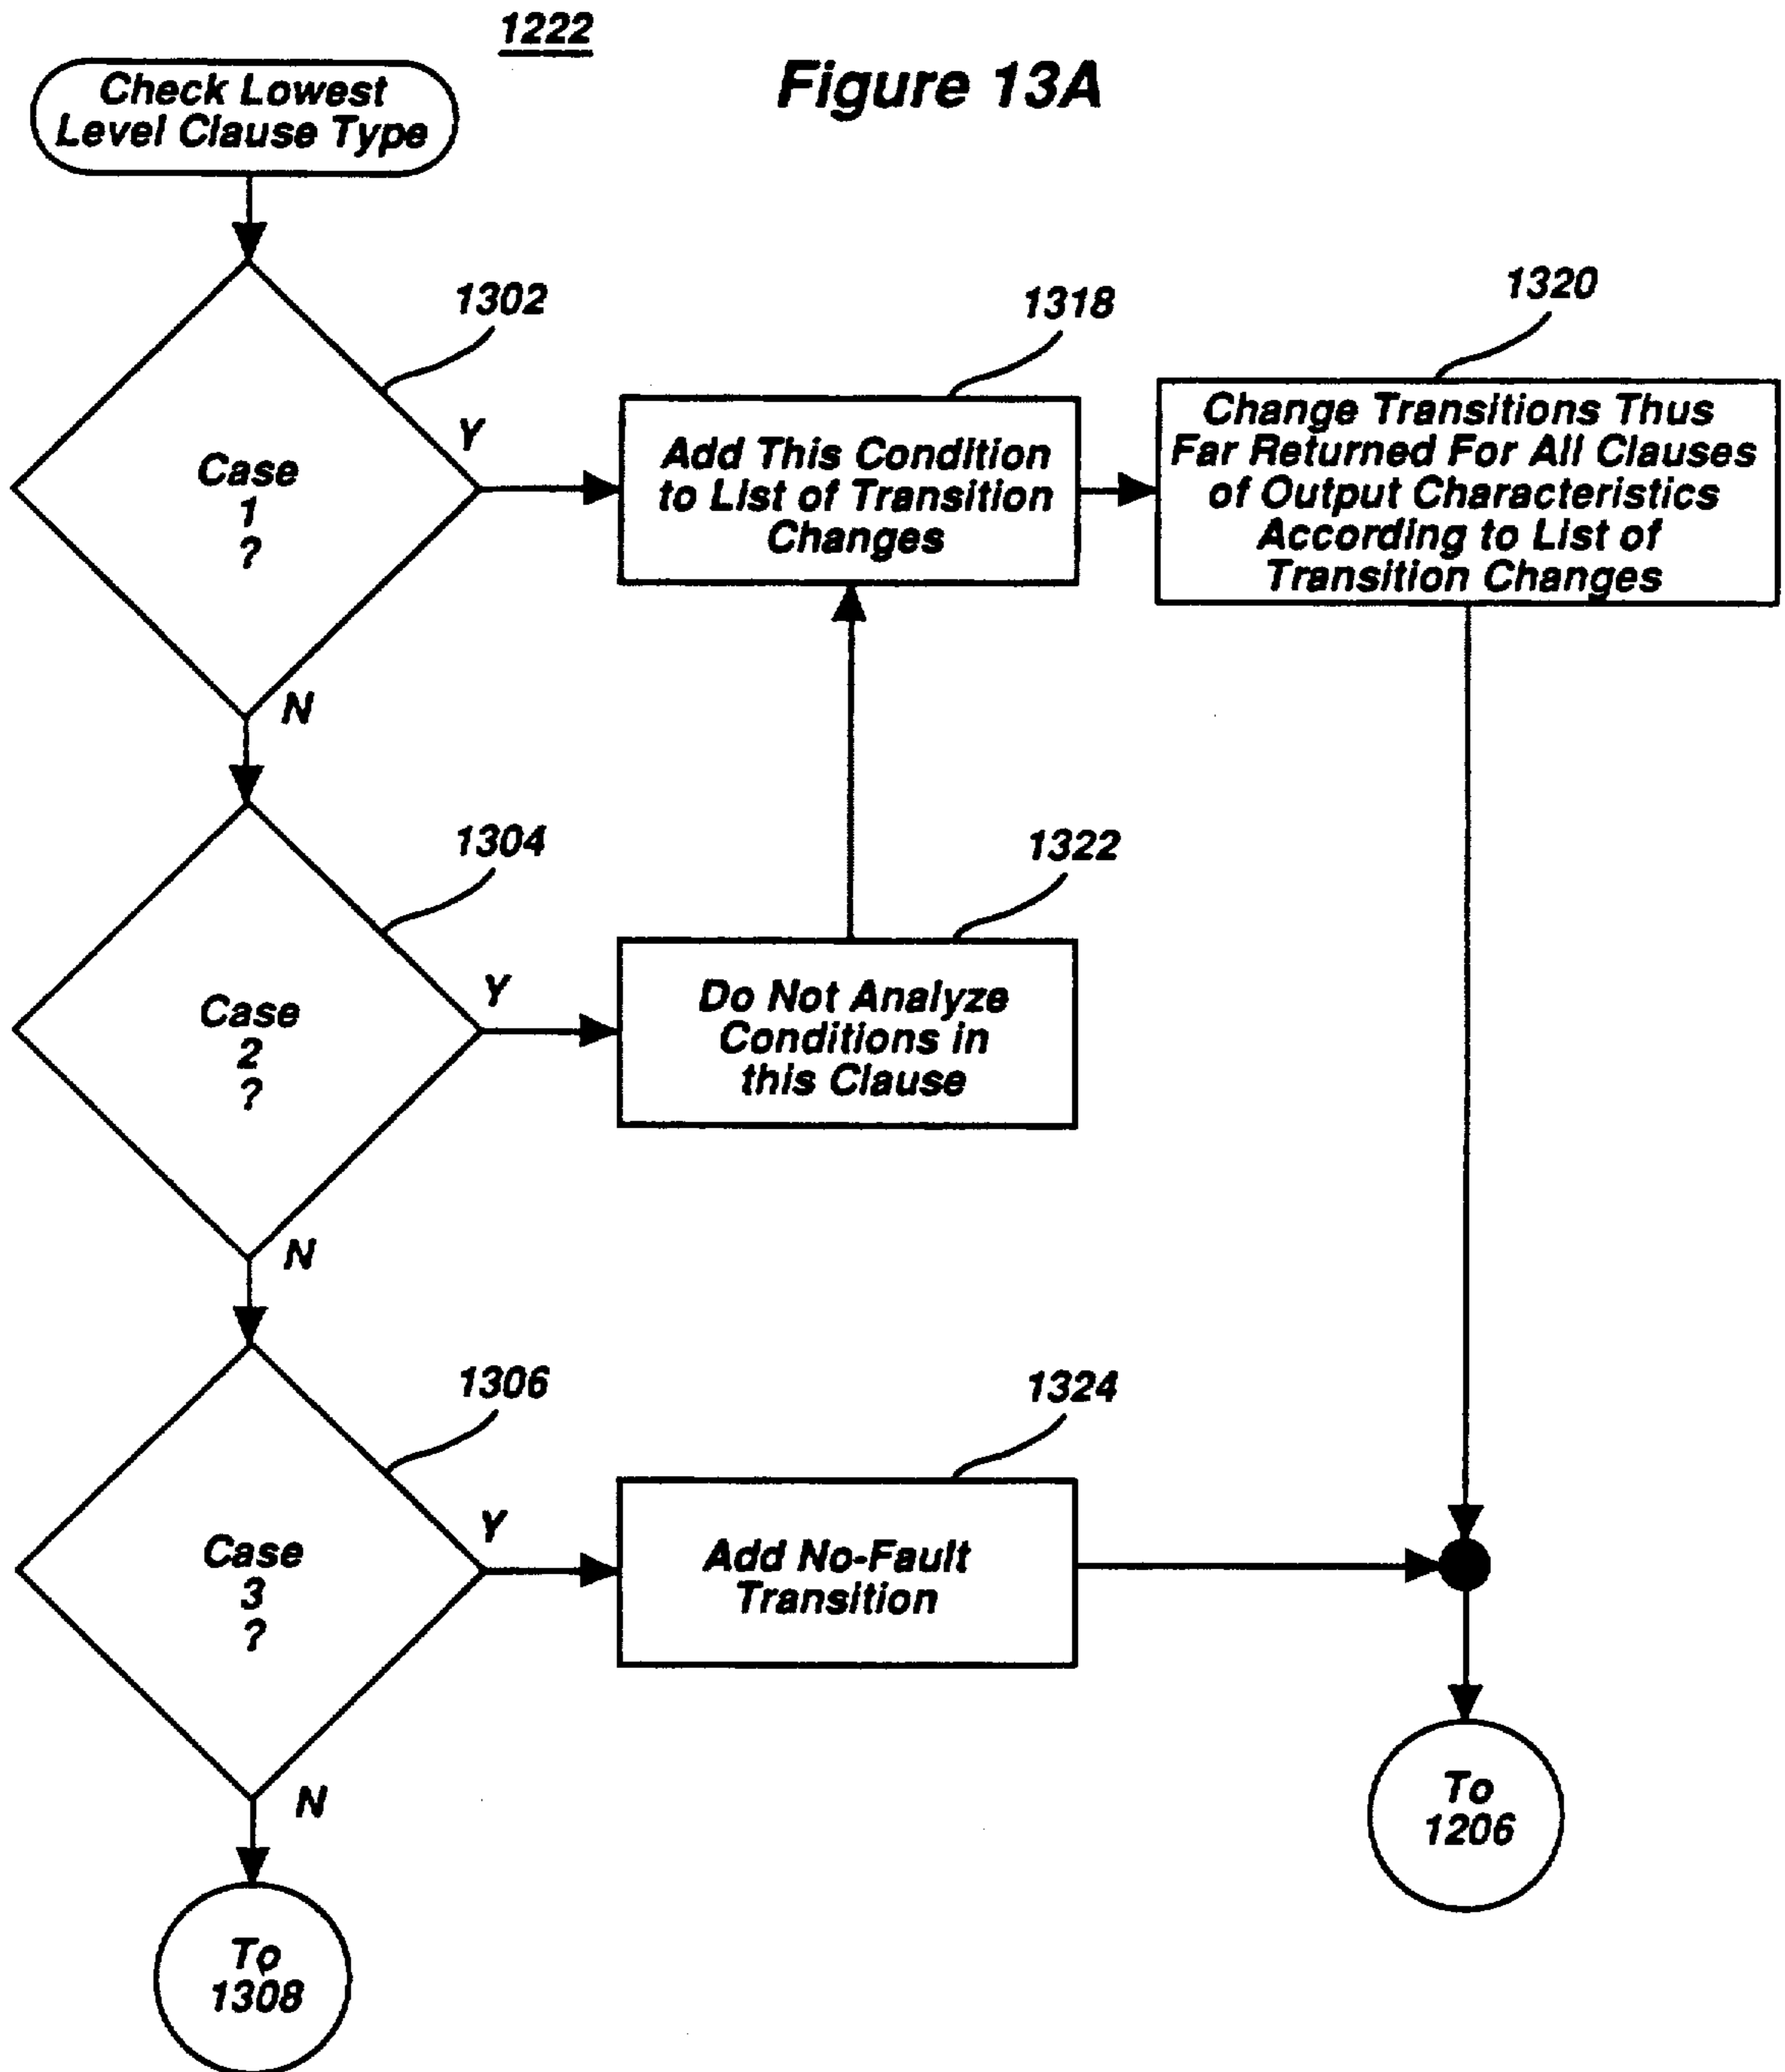 1222
Figure 13A
Check Lowest
Level Clause Type
1302
1318
1320
Case
1
?
Y
N
Add This Condition
to List of Transition
Changes
Change Transitions Thus
Far Returned For All Clauses
of Output Characteristics
According to List of
Transition Changes
1304
1322
Case
2
?
Y
N
Do Not Analyze
Conditions in
this Clause
1306
1324
Case
3
?
Y
N
Add No-Fault
Transition
To
1206
To
1308